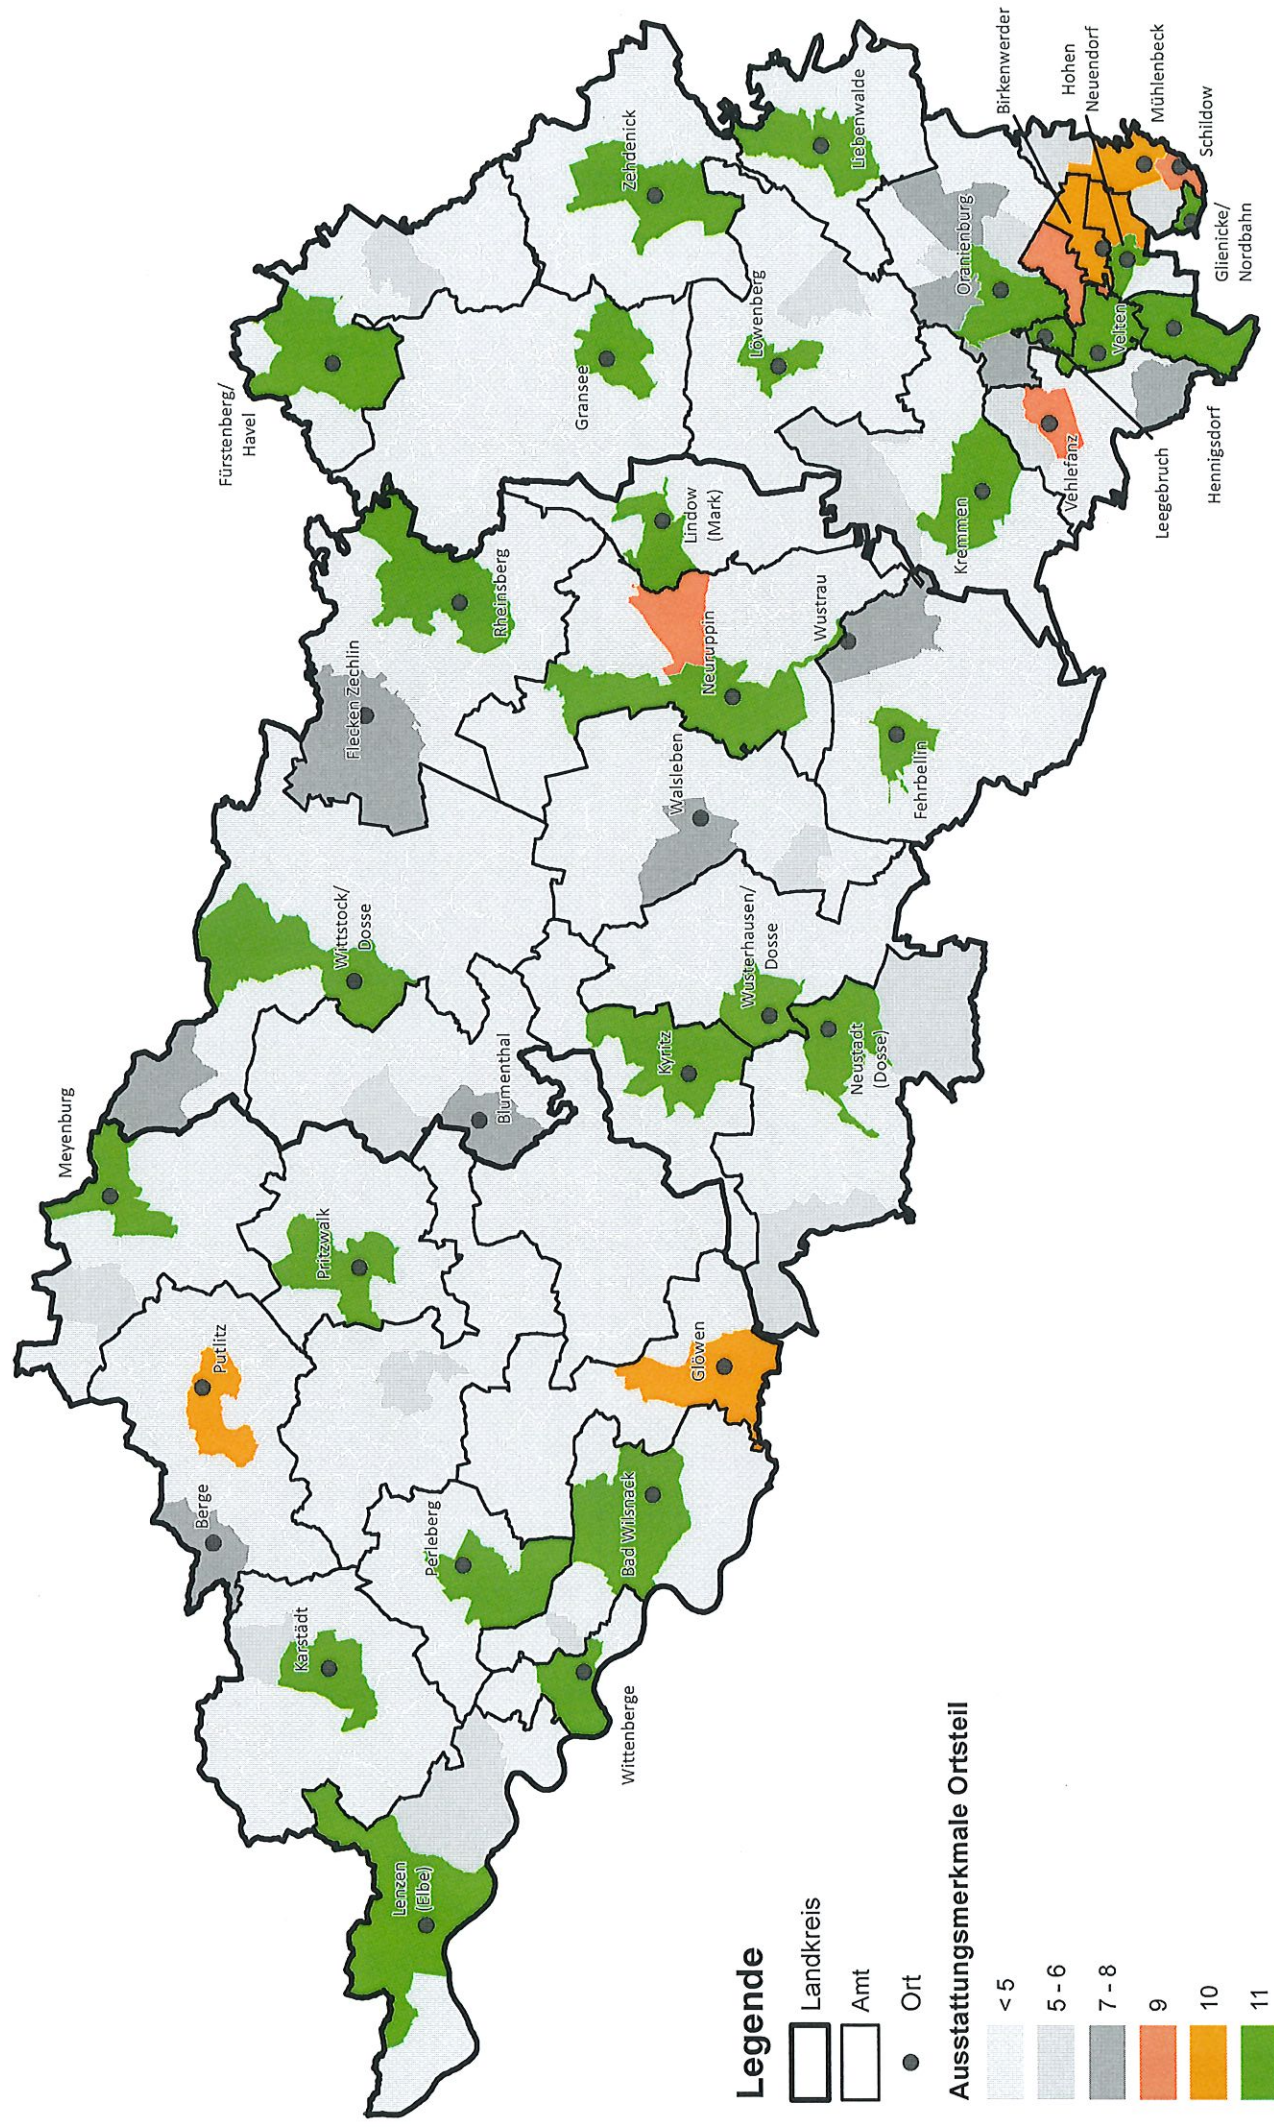 Meyenburg
Fürstenberg/
Havel
Putlitz
Berge
Pritzwalk
Wittstock/
Dosse
Flecken Zechlin
Rheinsberg
Karstädt
Lenzen
(Elbe)
Perleberg
Blumenthal
Gransee
Zehdenick
Wittenberge
Bad Wilsnack
Glöwen
Kyritz
Wusterhausen/
Dosse
Neustadt
(Dosse)
Walsleben
Neuruppin
Lindow
(Mark)
Wustrau
Fehrbellin
Löwenberg
Liebenwalde
Kremmen
Oranienburg
Vehlefanz
Velten
Leegebruch
Hennigsdorf
Birkenwerder
Hohen
Neuendorf
Mühlenbeck
Schildow
Glienicke/
Nordbahn
Legende
Landkreis
Amt
Ort
Ausstattungsmerkmale Ortsteil
< 5
5 - 6
7 - 8
9
10
11